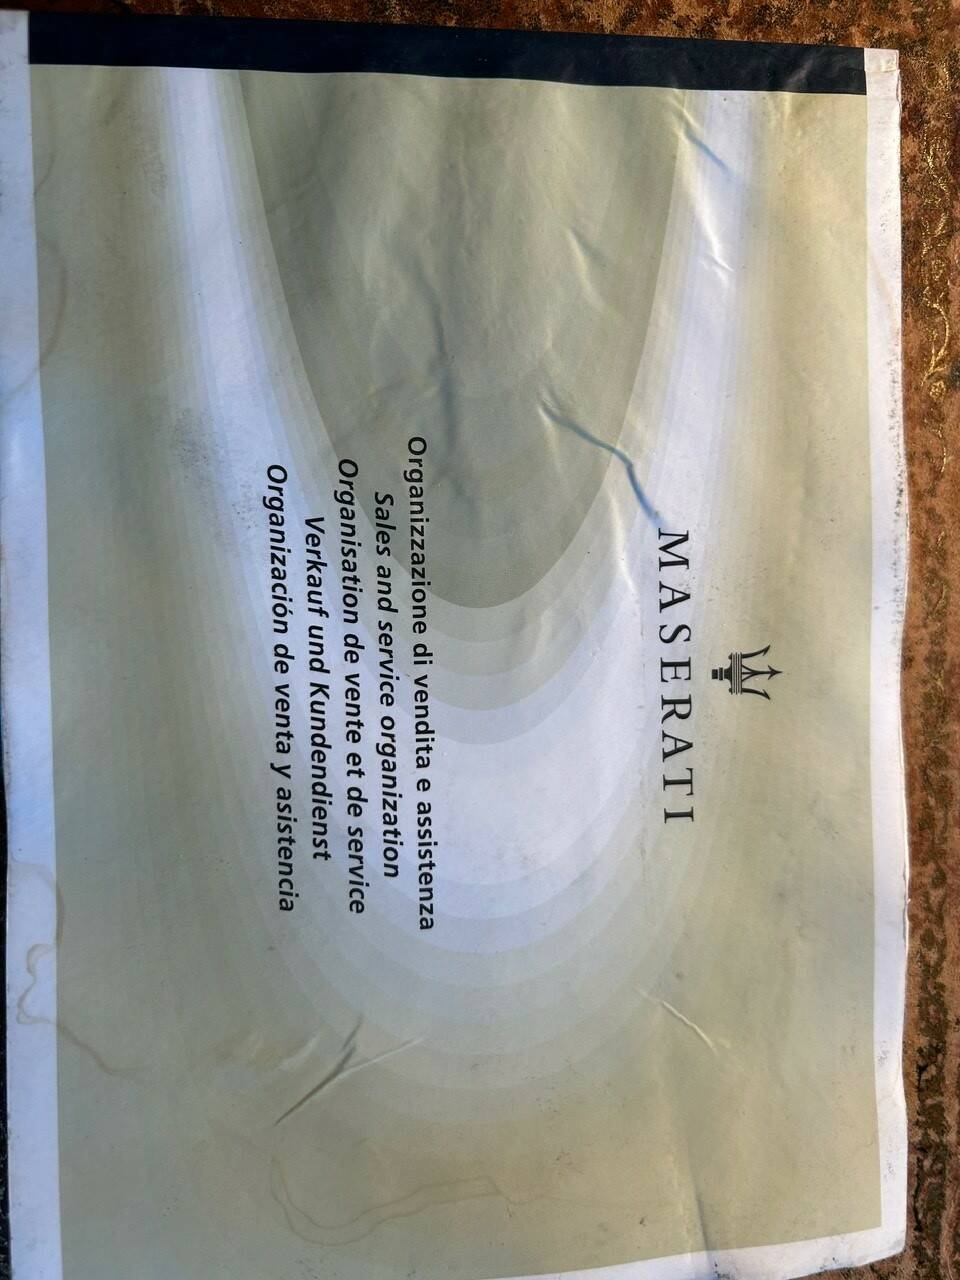 MASERATI
Organizzazione di vendita e assistenza
Sales and service organization
Organisation de vente et de service
Verkauf und Kundendienst
Organización de venta y asistencia